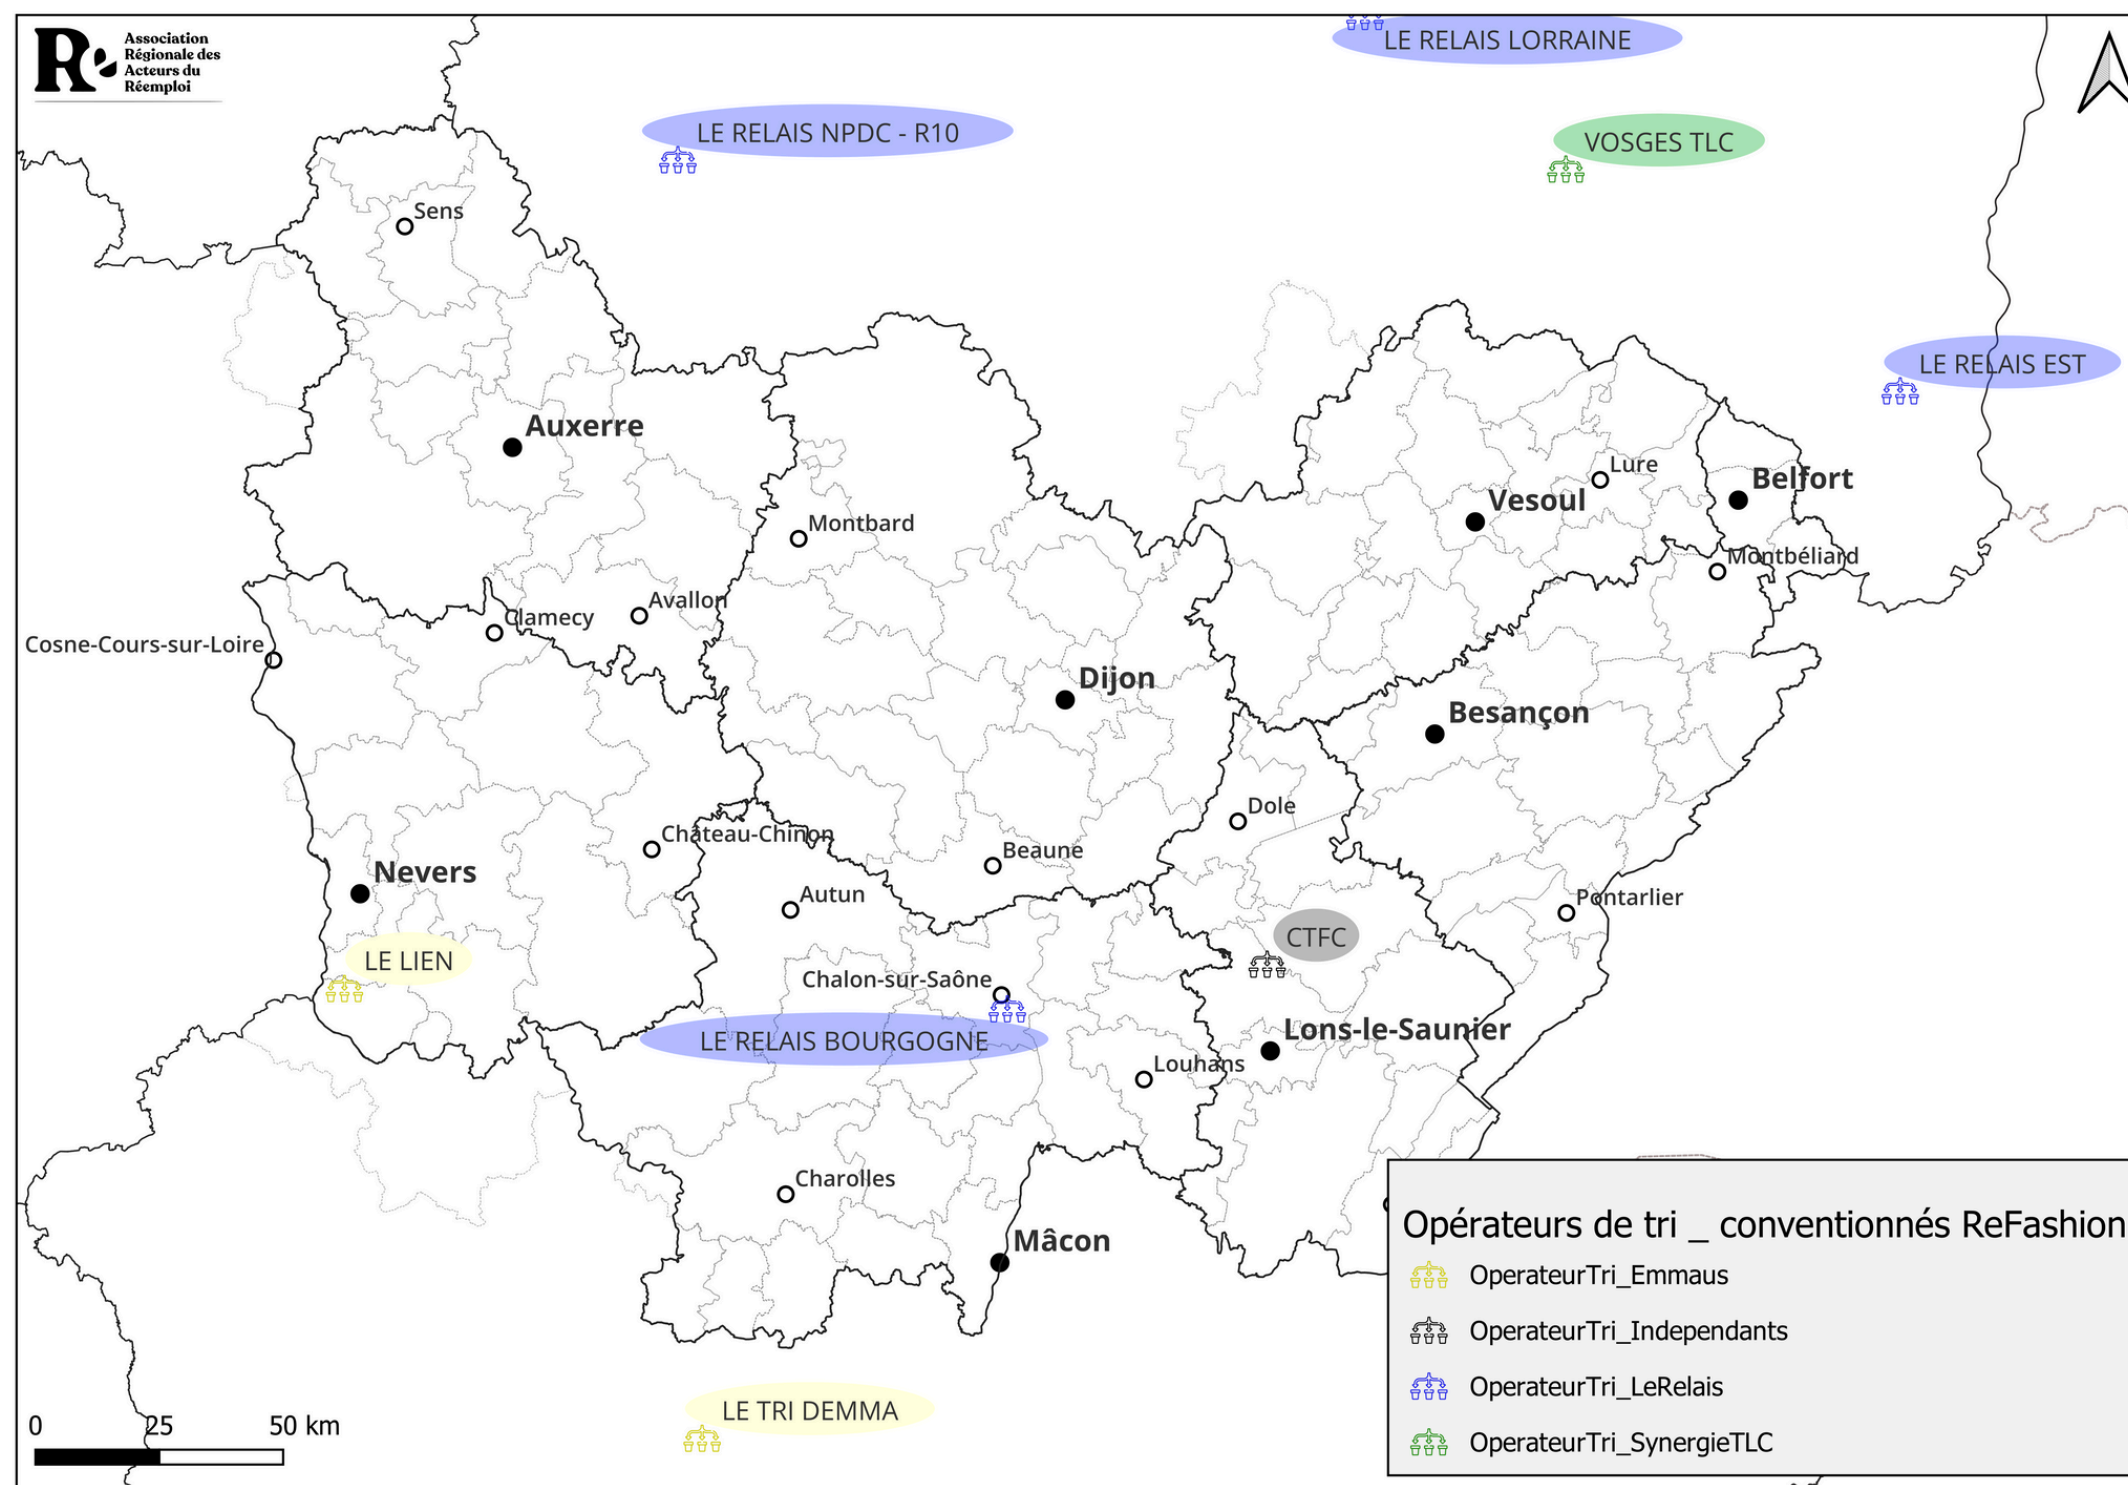 Association
Régionale des
Acteurs du
Réemploi
Re
LE RELAIS LORRAINE
LE RELAIS NPDC - R10
VOSGES TLC
Sens
LE RELAIS EST
Auxerre
Lure
Belfort
Vesoul
Montbard
Montbéliard
Avallon
Clamecy
Cosne-Cours-sur-Loire
Dijon
Besançon
Dole
Château-Chinon
Beaune
Nevers
Autun
Pontarlier
CTFC
LE LIEN
Chalon-sur-Saône
Lons-le-Saunier
LE RELAIS BOURGOGNE
Louhans
Charolles
Mâcon
LE TRI DEMMA
0 25 50 km
Opérateurs de tri _ conventionnés ReFashion
OperateurTri_Emmaus
OperateurTri_Independants
OperateurTri_LeRelais
OperateurTri_SynergieTLC